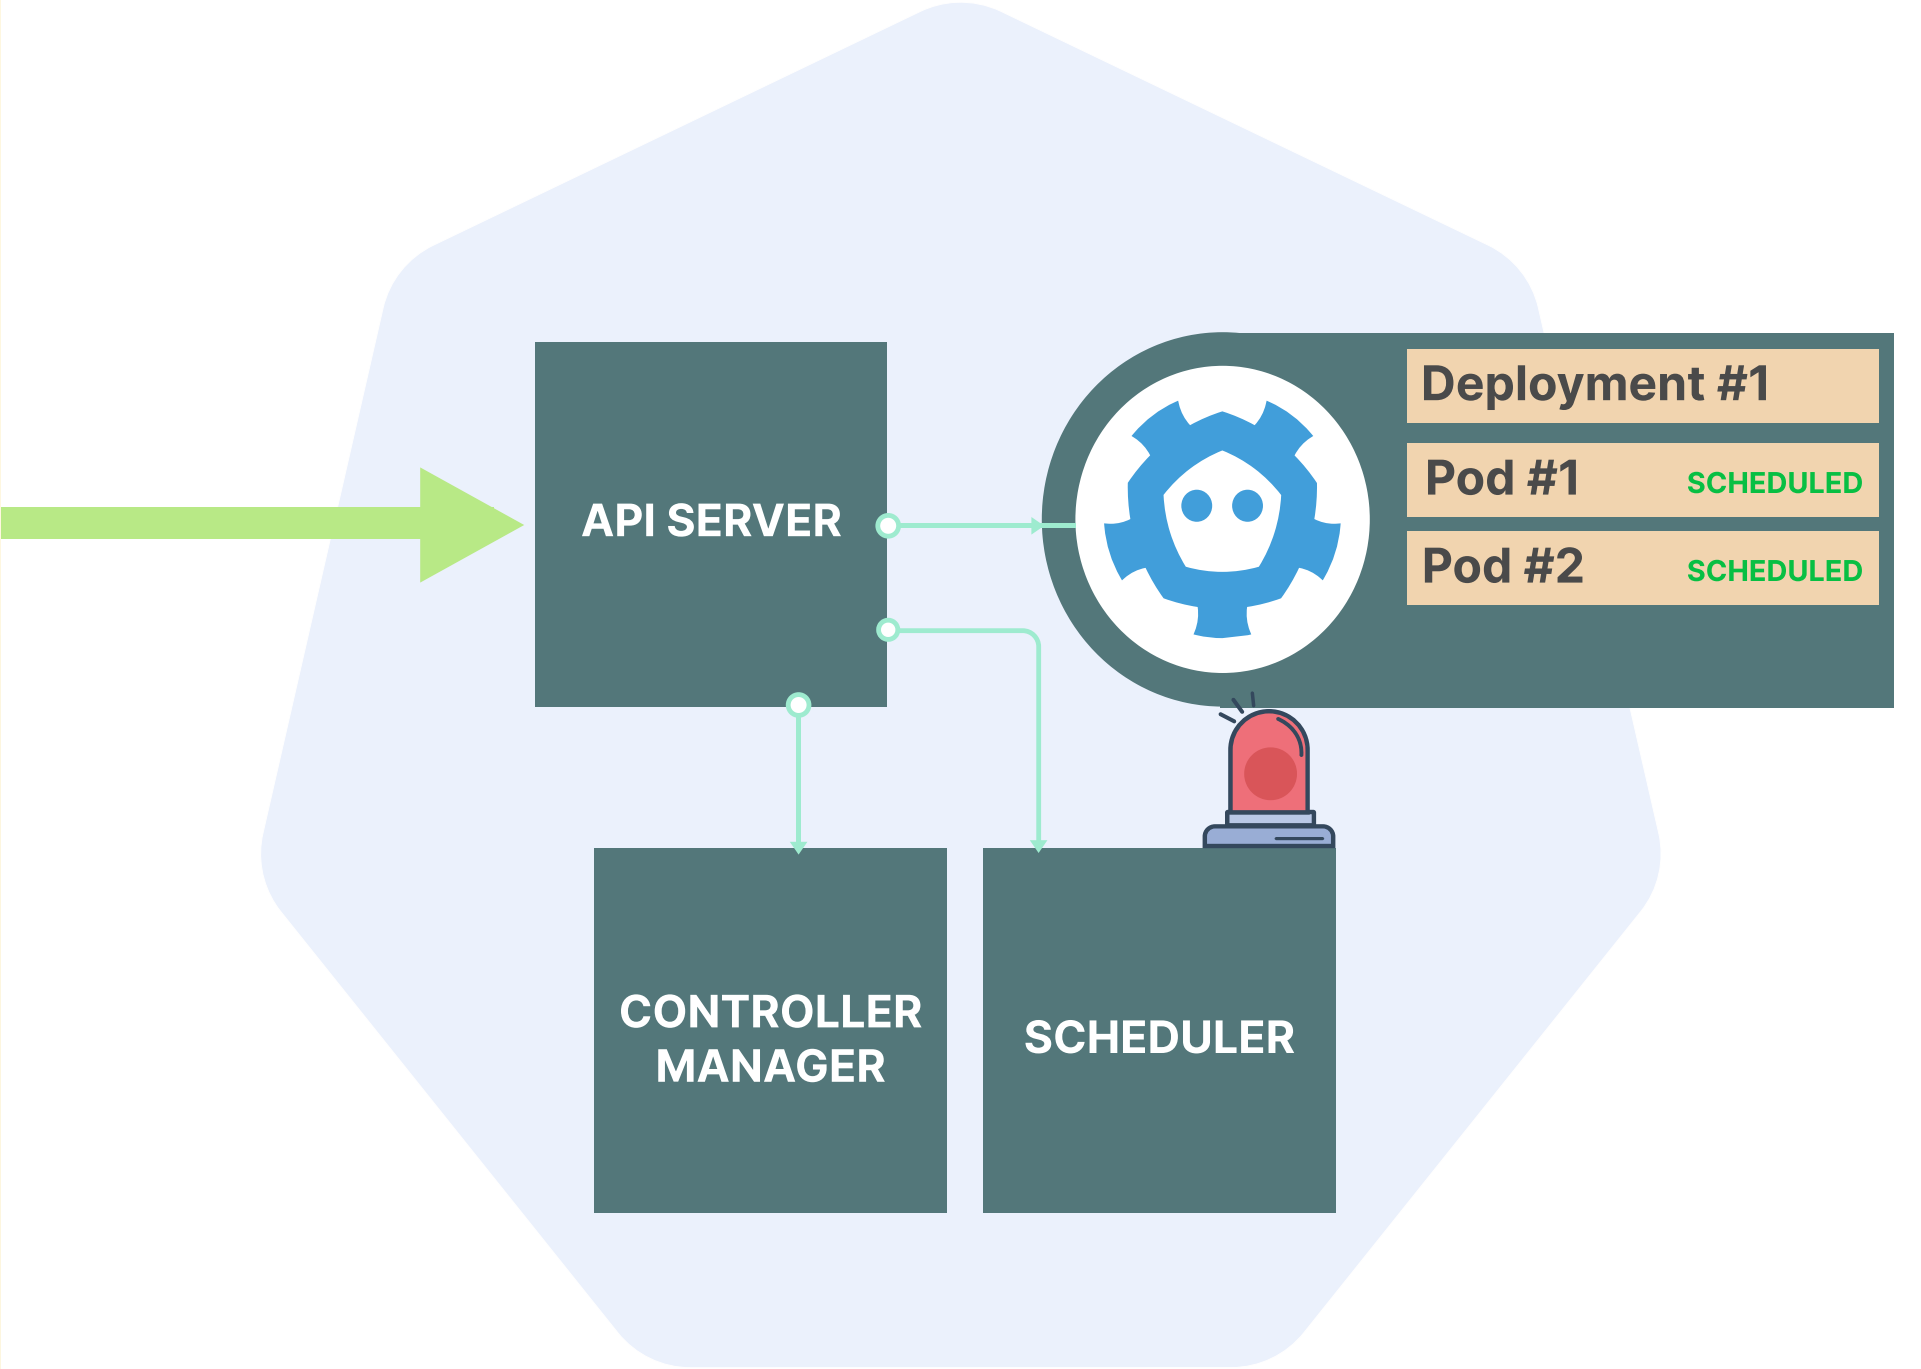 API SERVER
Deployment #1
Pod #1 SCHEDULED
Pod #2 SCHEDULED
CONTROLLER
MANAGER
SCHEDULER